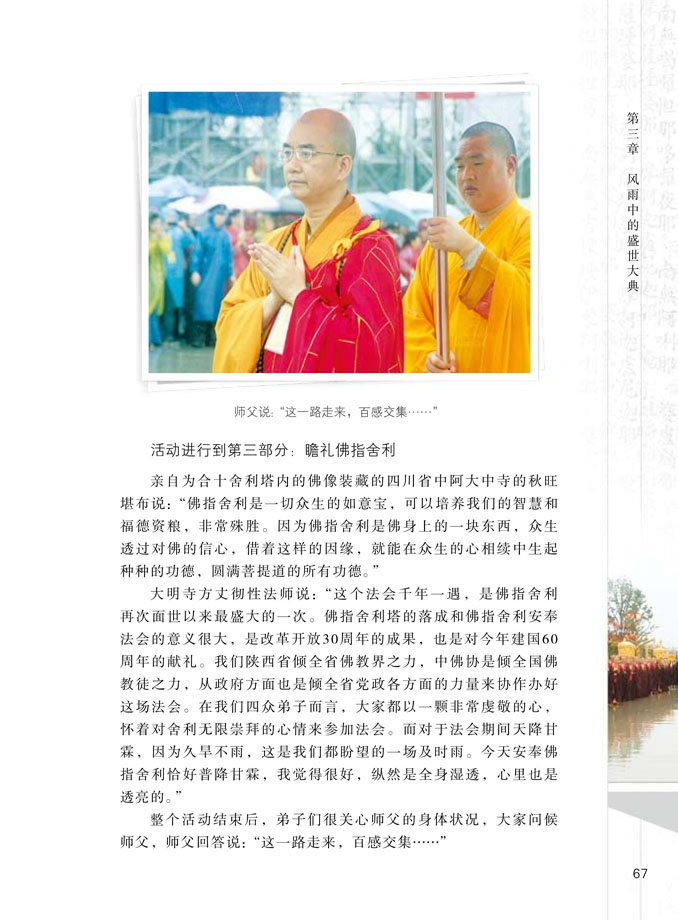 第三章 风雨中的盛世大典
师父说：“这一路走来，百感交集……”
活动进行到第三部分：瞻礼佛指舍利
亲自为合十舍利塔内的佛像装藏的四川省中阿大中寺的秋旺
堪布说：“佛指舍利是一切众生的如意宝，可以培养我们的智慧和
福德资粮，非常殊胜。因为佛指舍利是佛身上的一块东西，众生
透过对佛的信心，借着这样的因缘，就能在众生的心相续中生起
种种的功德，圆满菩提道的所有功德。”
大明寺方丈彻性法师说：“这个法会千年一遇，是佛指舍利
再次面世以来最盛大的一次。佛指舍利塔的落成和佛指舍利安奉
法会的意义很大，是改革开放30周年的成果，也是对今年建国60
周年的献礼。我们陕西省倾全省佛教界之力，中佛协是倾全国佛
教徒之力，从政府方面也是倾全省党政各方面的力量来协作办好
这场法会。在我们四众弟子而言，大家都以一颗非常虔敬的心，
怀着对舍利无限崇拜的心情来参加法会。而对于法会期间天降甘
霖，因为久旱不雨，这是我们都盼望的一场及时雨。今天安奉佛
指舍利恰好普降甘霖，我觉得很好，纵然是全身湿透，心里也是
透亮的。”
整个活动结束后，弟子们很关心师父的身体状况，大家问候
师父，师父回答说：“这一路走来，百感交集……”
67